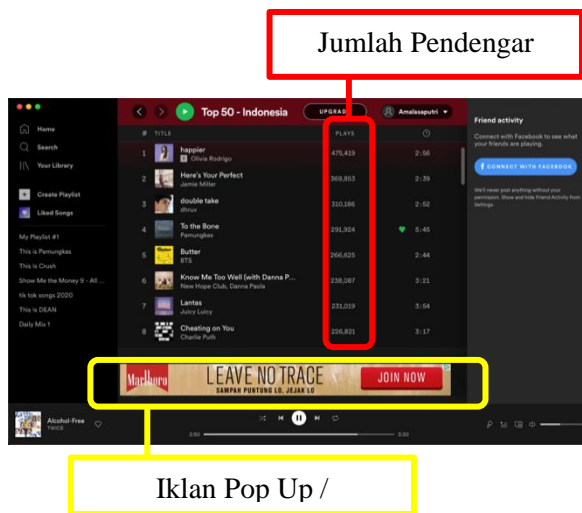 Jumlah Pendengar
Top 50 - Indonesia
UPGRADE
Amalasaputri
Home
Search
Your Library
Create Playlist
Liked Songs
My Playlist #1
This is Pamungkas
This is Crush
Show Me the Money 9 - All ...
tik tok songs 2020
This is DEAN
Daily Mix 1
# TITLE PLAYS
1 happier 475,419 2:56
E Olivia Rodrigo
2 Here's Your Perfect 369,853 2:39
Jamie Miller
3 double take 310,186 2:52
dhruv
4 To the Bone 291,924 5:45
Pamungkas
5 Butter 266,625 2:44
BTS
6 Know Me Too Well (with Danna P... 238,087 3:21
New Hope Club, Danna Paola
7 Lantas 231,019 3:54
Juicy Luicy
8 Cheating on You 226,821 3:17
Charlie Puth
Friend activity
Connect with Facebook to see what
your friends are playing.
f CONNECT WITH FACEBOOK
We'll never post anything without your
permission. Show and hide Friend Activity from
Settings.
Marlboro
LEAVE NO TRACE
SAMPAH PUNTUNG LO, JEJAK LO
JOIN NOW
Alcohol-Free
TWICE
2:50 3:30
Iklan Pop Up /